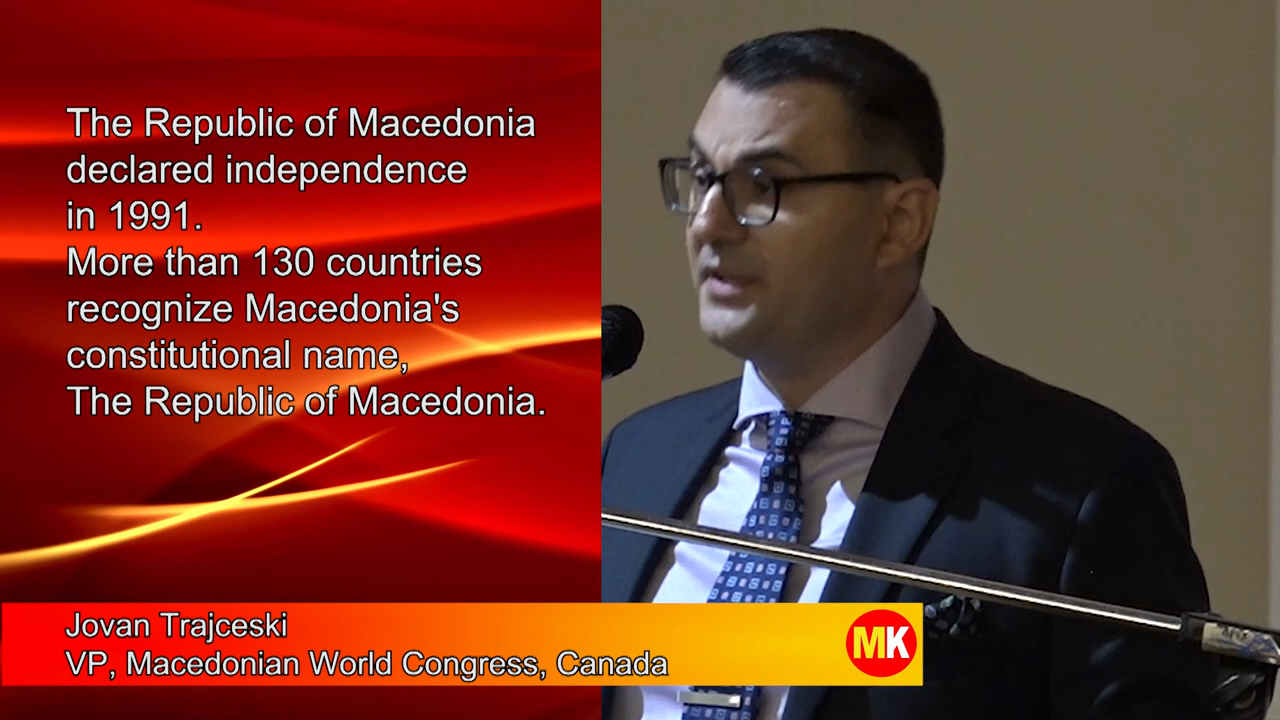 The Republic of Macedonia
declared independence
in 1991.
More than 130 countries
recognize Macedonia's
constitutional name,
The Republic of Macedonia.
Jovan Trajceski
VP, Macedonian World Congress, Canada
MK